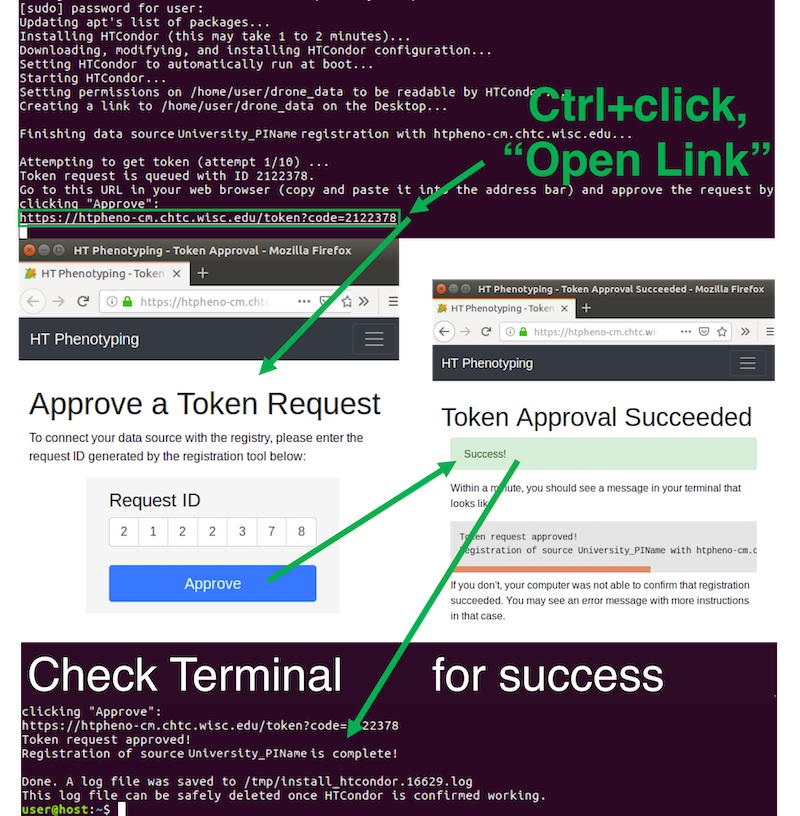 [sudo] password for user:
Updating apt's list of packages...
Installing HTCondor (this may take 1 to 2 minutes)...
Downloading, modifying, and installing HTCondor configuration...
Setting HTCondor to automatically run at boot...
Starting HTCondor...
Setting permissions on /home/user/drone_data to be readable by HTCondor...
Creating a link to /home/user/drone_data on the Desktop...
Ctrl+click,
“Open Link”
Finishing data source University_PIName registration with htpheno-cm.chtc.wisc.edu...
Attempting to get token (attempt 1/10) ...
Token request is queued with ID 2122378.
Go to this URL in your web browser (copy and paste it into the address bar) and approve the request by
clicking "Approve":
https://htpheno-cm.chtc.wisc.edu/token?code=2122378
HT Phenotyping - Token Approval - Mozilla Firefox
HT Phenotyping - Token
https://htpheno-cm.chtc
HT Phenotyping
Approve a Token Request
To connect your data source with the registry, please enter the
request ID generated by the registration tool below:
Request ID
2 1 2 2 3 7 8
Approve
HT Phenotyping - Token Approval Succeeded - Mozilla Firefox
HT Phenotyping - Token
https://htpheno-cm.chtc.wi
HT Phenotyping
Token Approval Succeeded
Success!
Within a minute, you should see a message in your terminal that
looks like
Token request approved!
Registration of source University_PIName with htpheno-cm.c
If you don't, your computer was not able to confirm that registration
succeeded. You may see an error message with more instructions
in that case.
Check Terminal for success
clicking "Approve":
https://htpheno-cm.chtc.wisc.edu/token?code=2122378
Token request approved!
Registration of source University_PIName is complete!
Done. A log file was saved to /tmp/install_htcondor.16629.log
This log file can be safely deleted once HTCondor is confirmed working.
user@host:~$